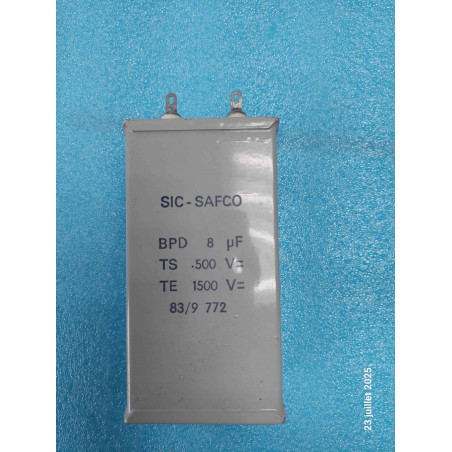 SIC-SAFCO
BPD 8 µF
TS .500 V=
TE 1500 V=
83/9 772
23 juillet 2025